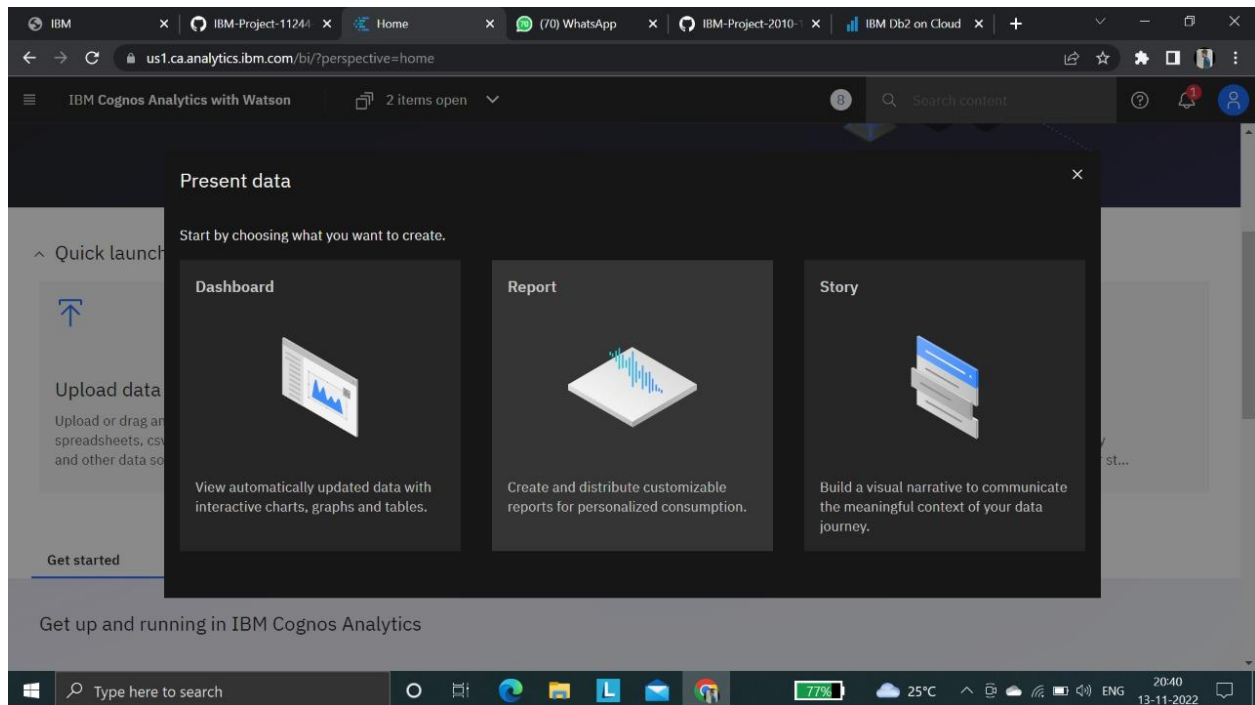 IBM
IBM-Project-11244
Home
(70) WhatsApp
IBM-Project-2010-1
IBM Db2 on Cloud
us1.ca.analytics.ibm.com/bi/?perspective=home
IBM Cognos Analytics with Watson
2 items open
8
Search content
1
Present data
Start by choosing what you want to create.
Quick launch
Dashboard
Report
Story
Upload data
Upload or drag an
spreadsheets, csv
and other data so
y
r st...
View automatically updated data with
interactive charts, graphs and tables.
Create and distribute customizable
reports for personalized consumption.
Build a visual narrative to communicate
the meaningful context of your data
journey.
Get started
Get up and running in IBM Cognos Analytics
Type here to search
L
77%
25°C
ENG
20:40
13-11-2022